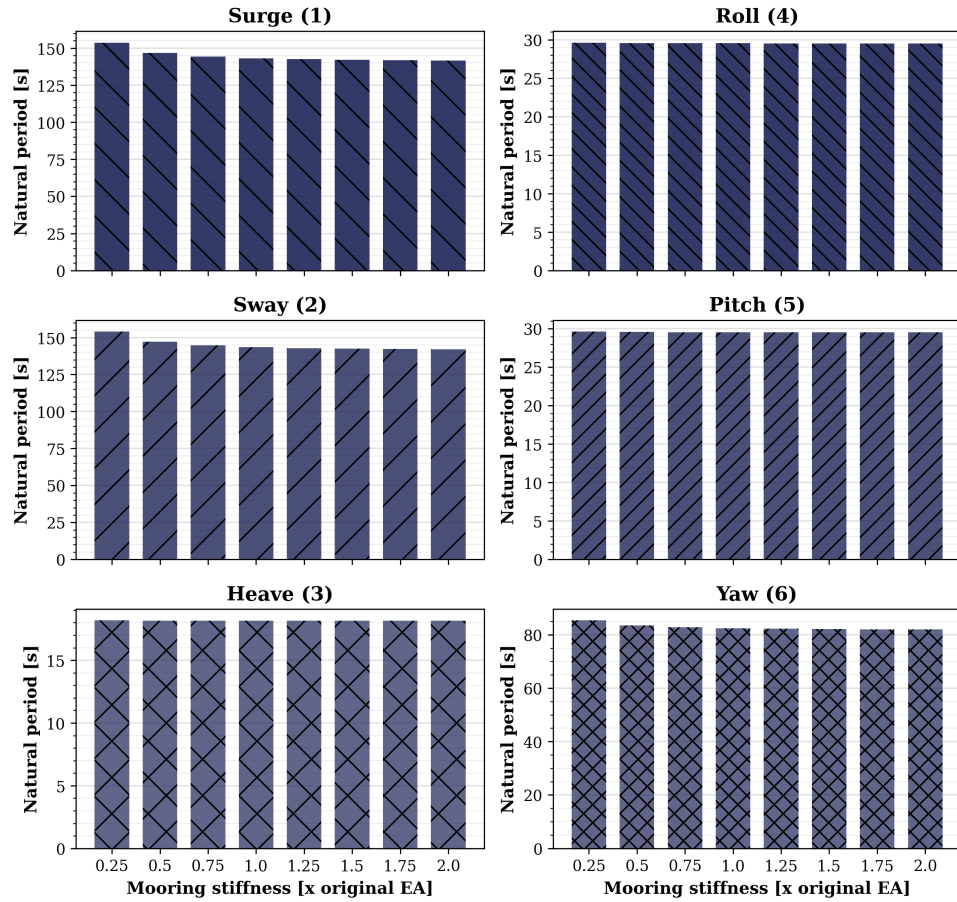 Surge (1)
Natural period [s]
150
125
100
75
50
25
0
Roll (4)
Natural period [s]
30
25
20
15
10
5
0
Sway (2)
Natural period [s]
150
125
100
75
50
25
0
Pitch (5)
Natural period [s]
30
25
20
15
10
5
0
Heave (3)
Natural period [s]
15
10
5
0
0.25 0.5 0.75 1.0 1.25 1.5 1.75 2.0
Mooring stiffness [x original EA]
Yaw (6)
Natural period [s]
80
60
40
20
0
0.25 0.5 0.75 1.0 1.25 1.5 1.75 2.0
Mooring stiffness [x original EA]